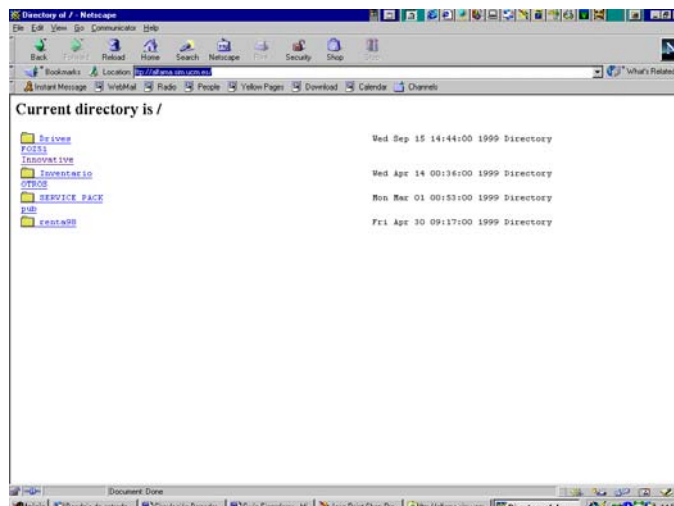 Directory of / - Netscape
File Edit View Go Communicator Help
Back Forward Reload Home Search Netscape Print Security Shop Stop
Bookmarks Location: ftp://alfama.sim.ucm.es/ What's Related
Instant Message WebMail Radio People Yellow Pages Download Calendar Channels
Current directory is /
Drives Wed Sep 15 14:44:00 1999 Directory
FOIS1
Innovative
Inventario Wed Apr 14 00:36:00 1999 Directory
OTROS
SERVICE PACK Mon Mar 01 00:53:00 1999 Directory
pub
renta98 Fri Apr 30 09:17:00 1999 Directory
Document: Done